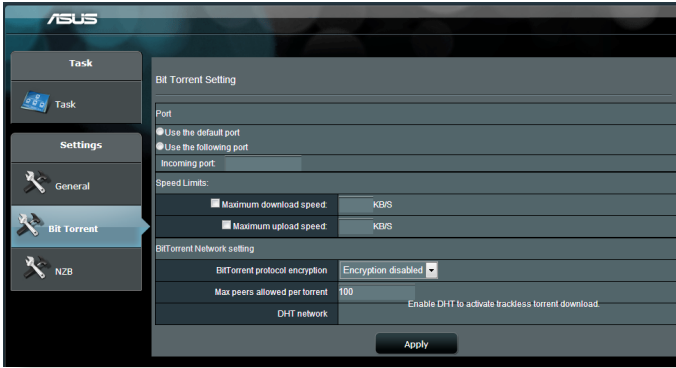 ASUS
Task
Task
Settings
General
Bit Torrent
NZB
Bit Torrent Setting
Port
Use the default port
Use the following port
Incoming port:
Speed Limits:
Maximum download speed: KB/S
Maximum upload speed: KB/S
BitTorrent Network setting
BitTorrent protocol encryption Encryption disabled
Max peers allowed per torrent 100
Enable DHT to activate trackless torrent download.
DHT network
Apply